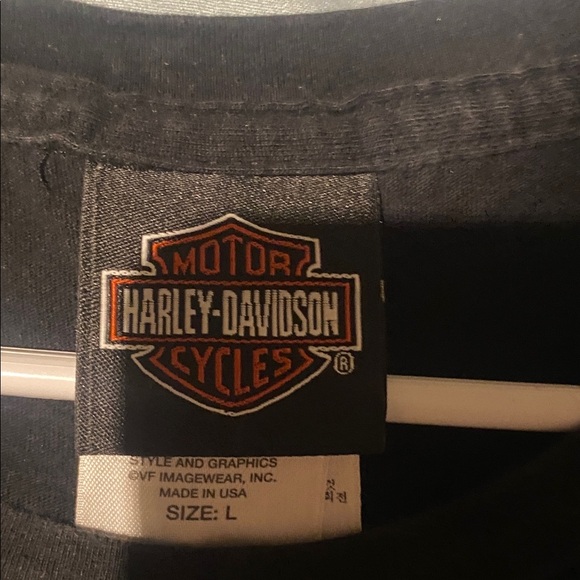 MOTOR
HARLEY-DAVIDSON
CYCLES
®
STYLE AND GRAPHICS
©VF IMAGEWEAR, INC.
MADE IN USA
SIZE: L